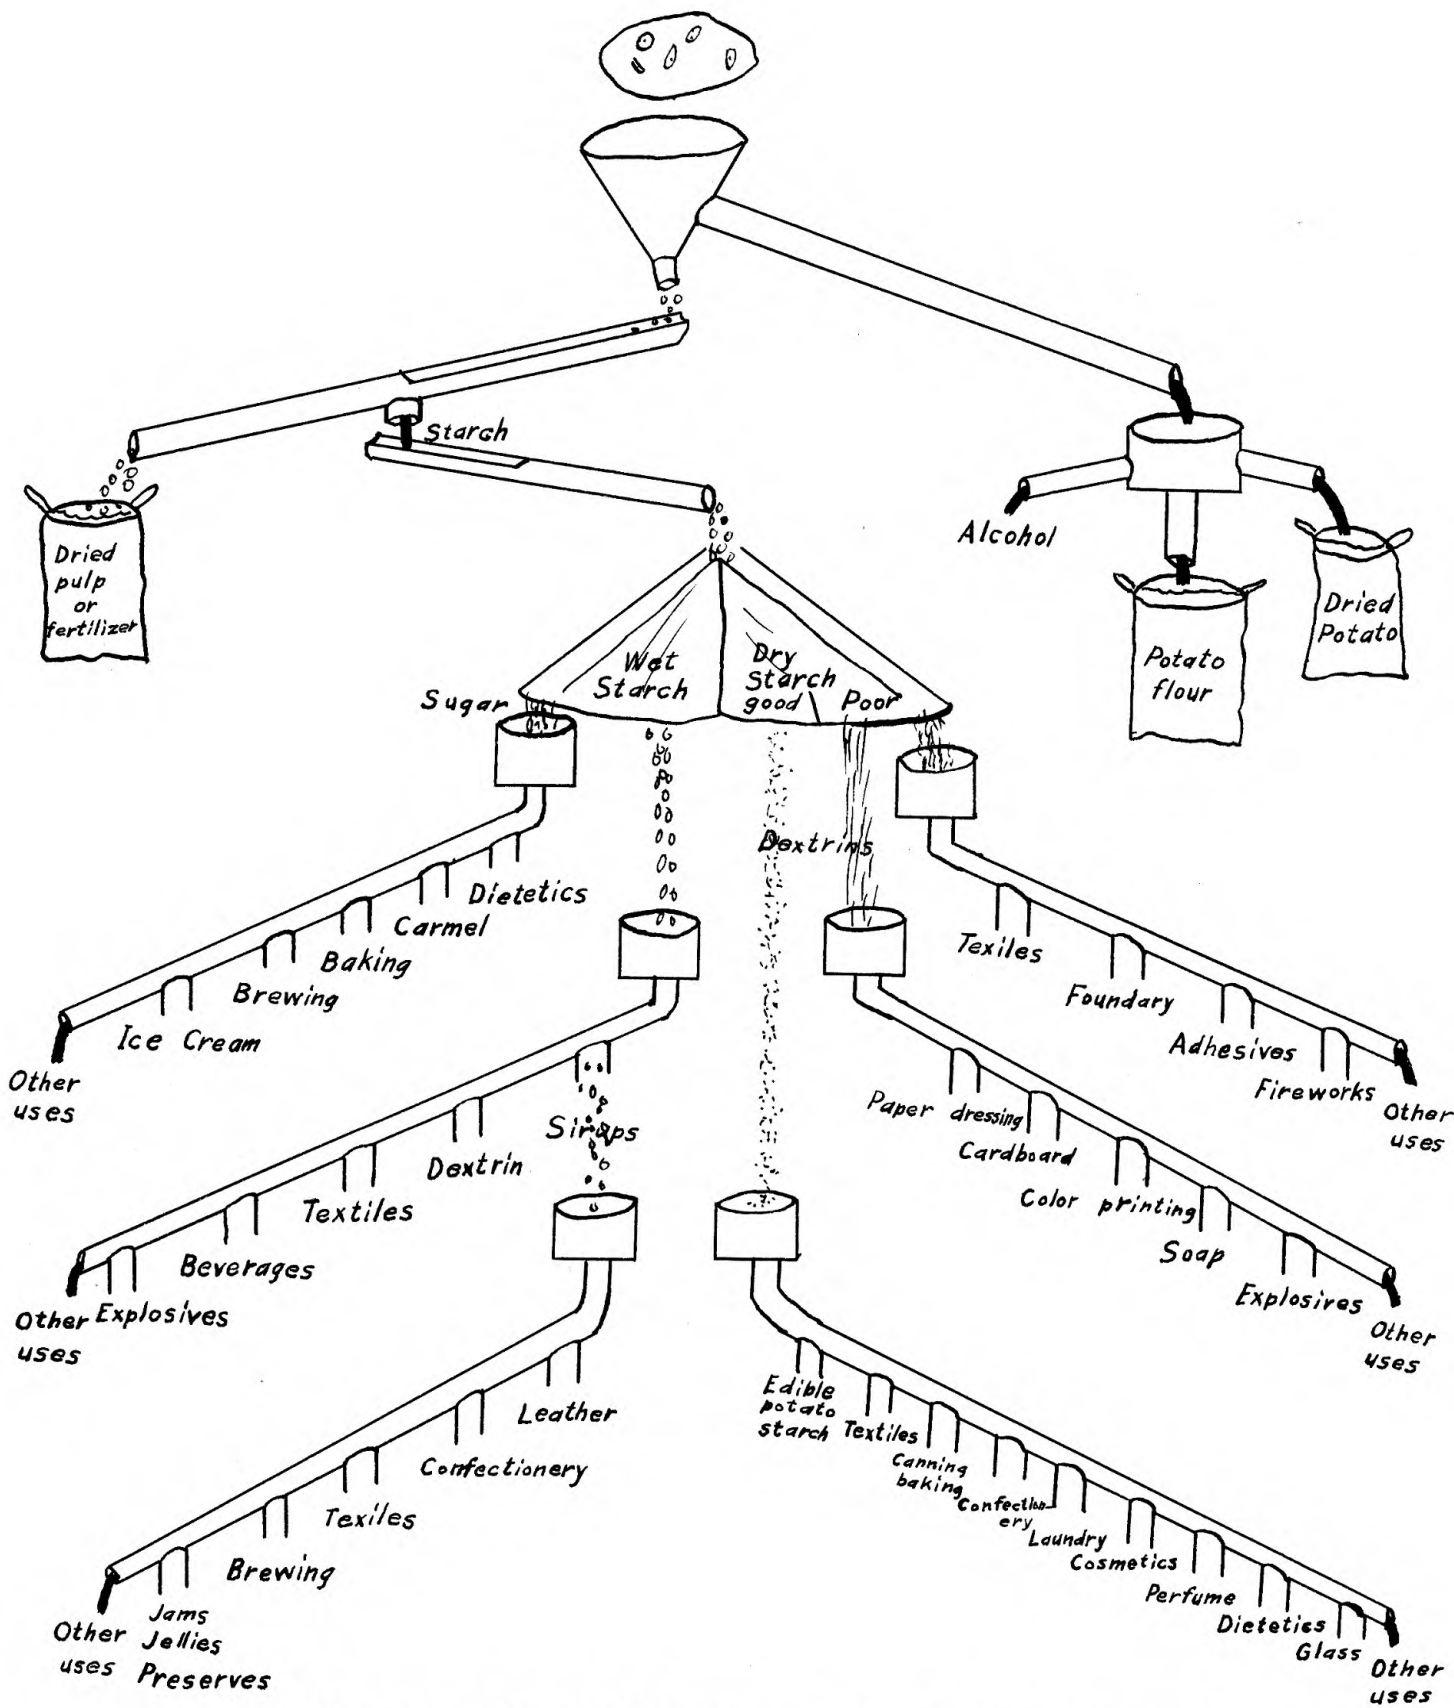 Starch
Alcohol
Dried
pulp
or
fertilizer
Potato
flour
Dried
Potato
Wet
Starch
Dry
Starch
good
Poor
Sugar
Dextrins
Dietetics
Carmel
Baking
Brewing
Ice Cream
Other
uses
Texiles
Foundary
Adhesives
Fireworks
Other
uses
Sirups
Dextrin
Textiles
Beverages
Explosives
Other
uses
Paper dressing
Cardboard
Color printing
Soap
Explosives
Other
uses
Leather
Confectionery
Texiles
Brewing
Jams
Jellies
Preserves
Other
uses
Edible
potato
starch
Textiles
Canning
baking
Confection-
ery
Laundry
Cosmetics
Perfume
Dietetics
Glass
Other
uses